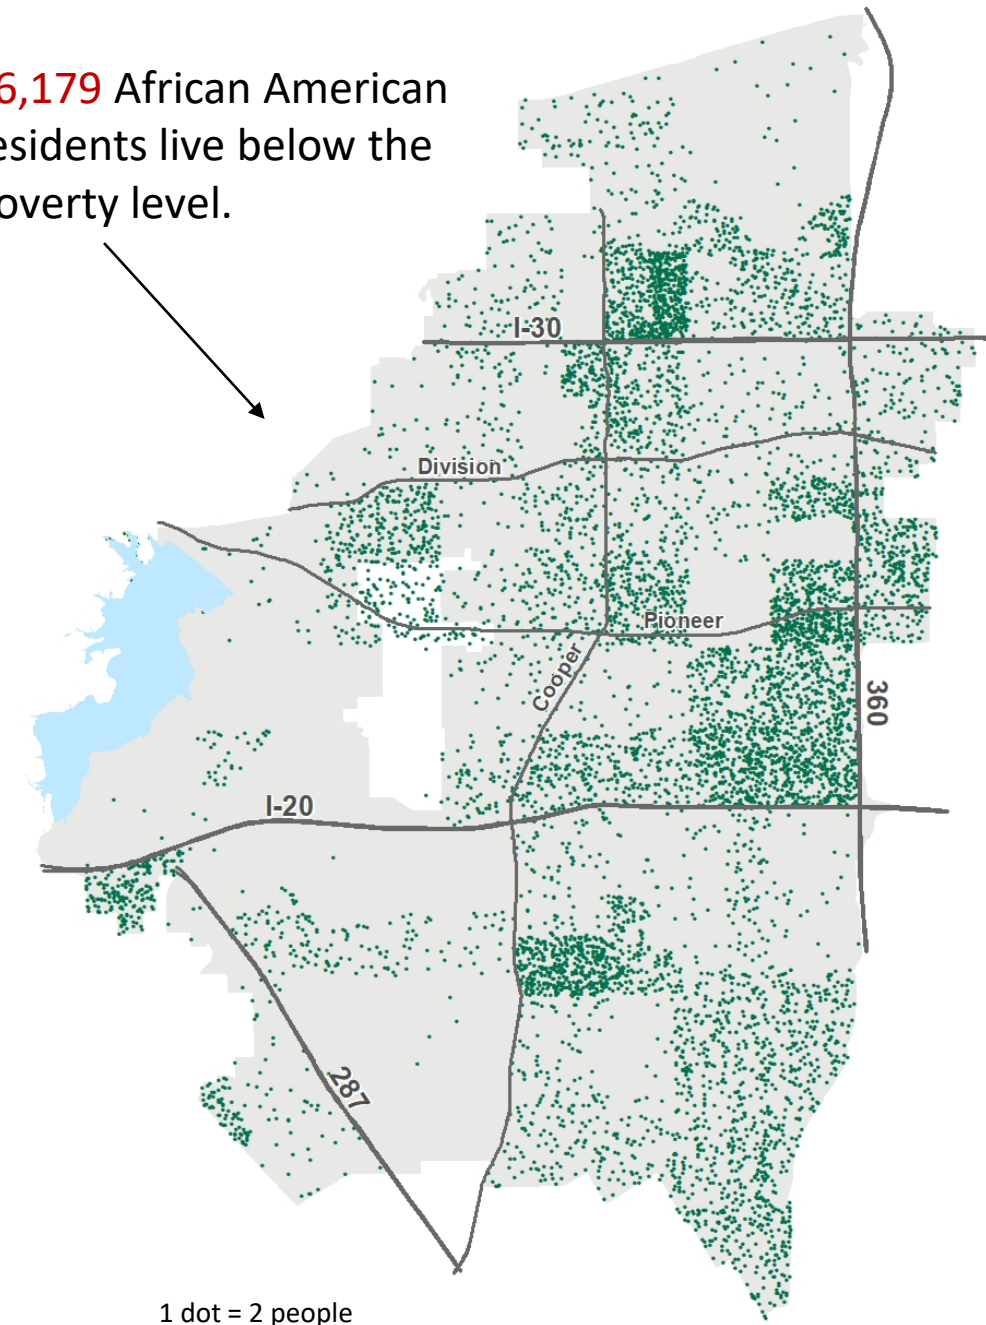 6,179 African American
esidents live below the
overty level.
I-30
Division
Pioneer
Cooper
360
I-20
287
1 dot = 2 people